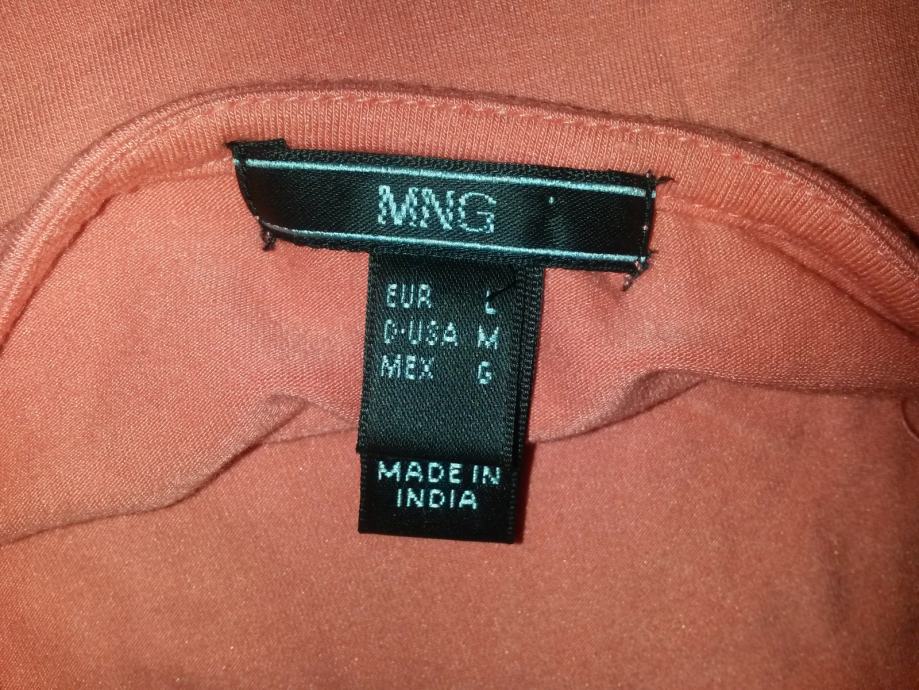 MNG
EUR L
D·USA M
MEX G
MADE IN
INDIA